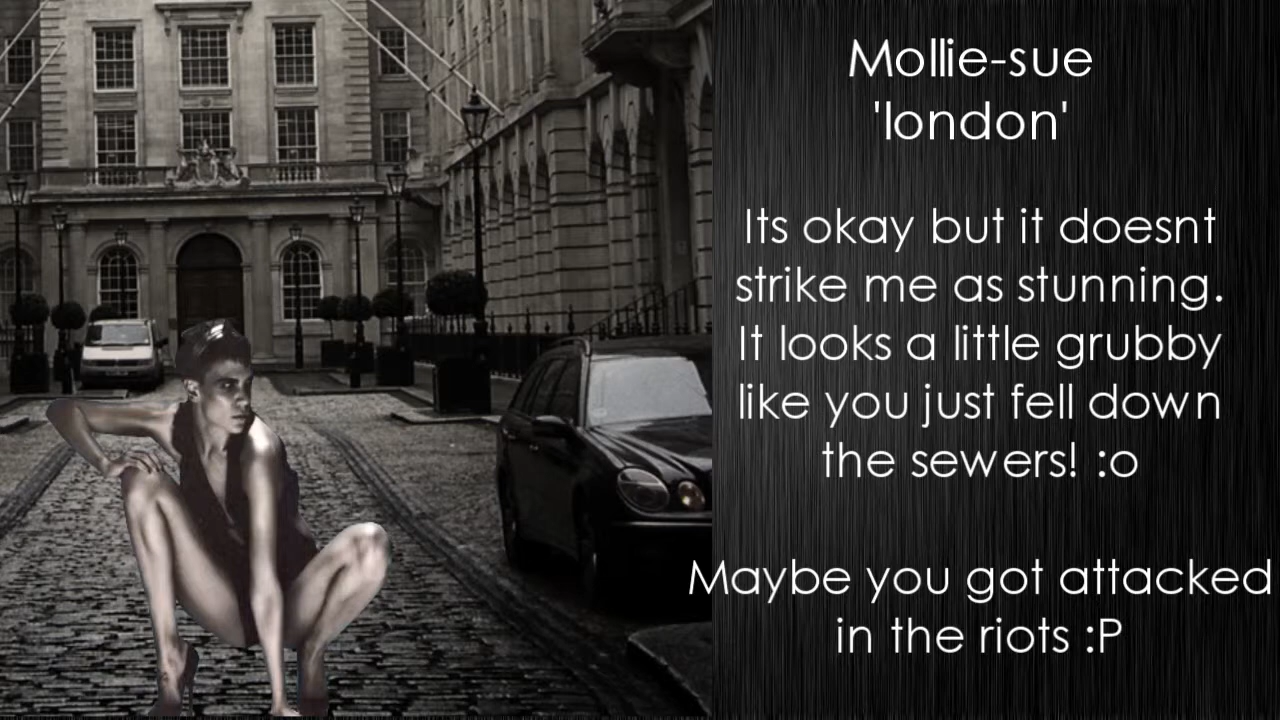 Mollie-sue
'london'
Its okay but it doesnt
strike me as stunning.
It looks a little grubby
like you just fell down
the sewers! :o
Maybe you got attacked
in the riots :P